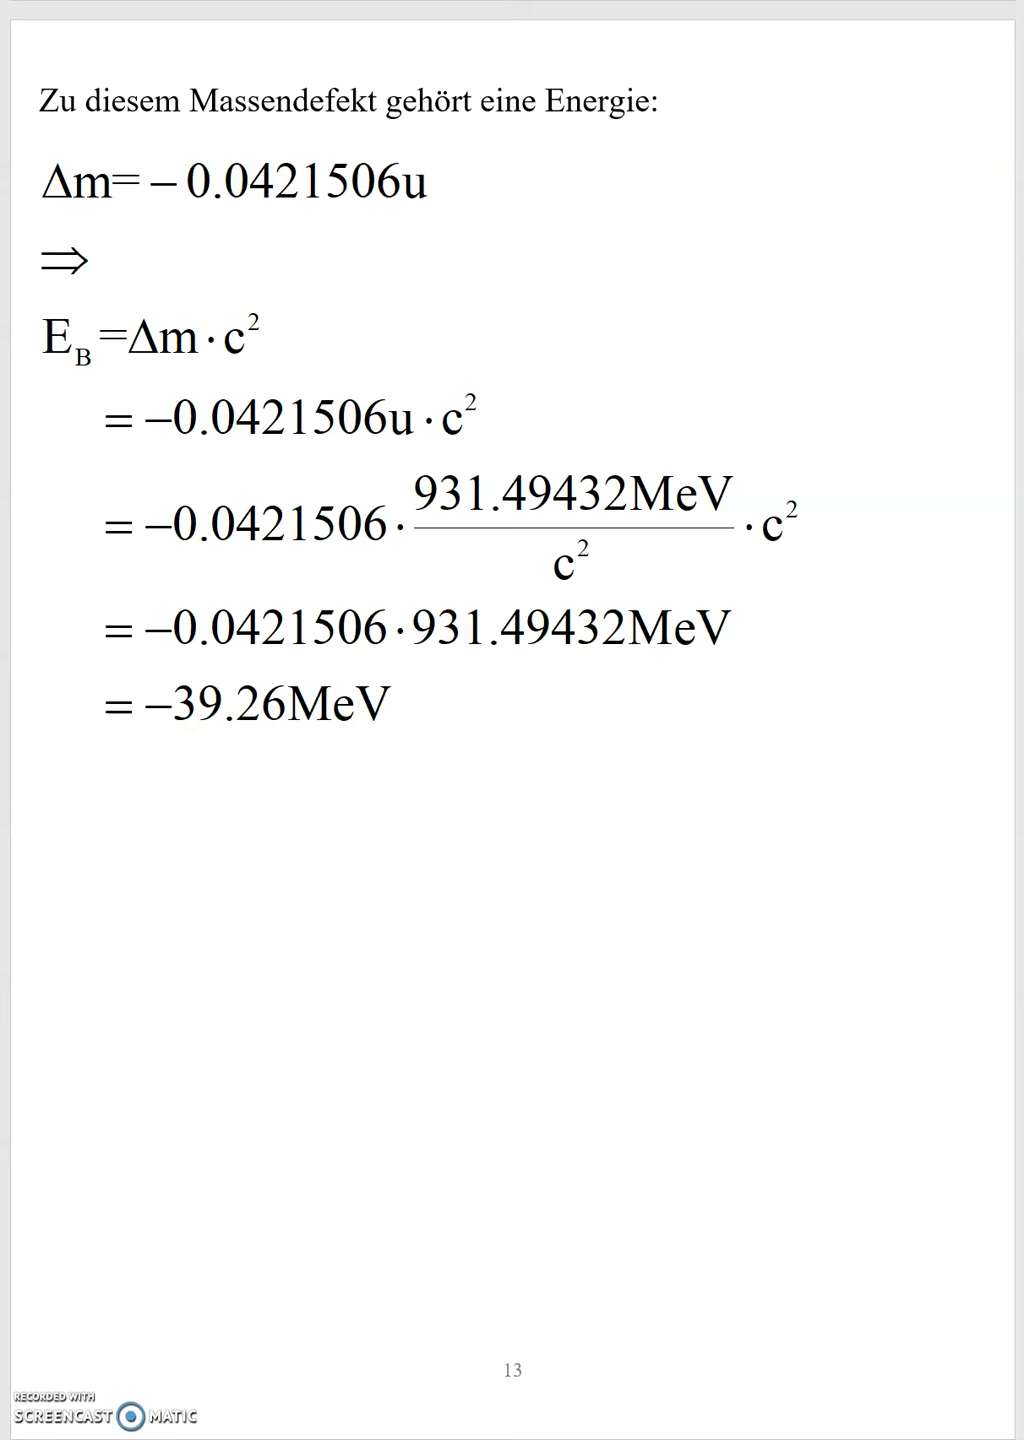 Zu diesem Massendefekt gehört eine Energie:
Δm=−0.0421506u
⇒
E_B=Δm·c²
= −0.0421506u·c²
= −0.0421506· 931.49432MeV / c² ·c²
= −0.0421506·931.49432MeV
= −39.26MeV
13
RECORDED WITH
SCREENCAST MATIC